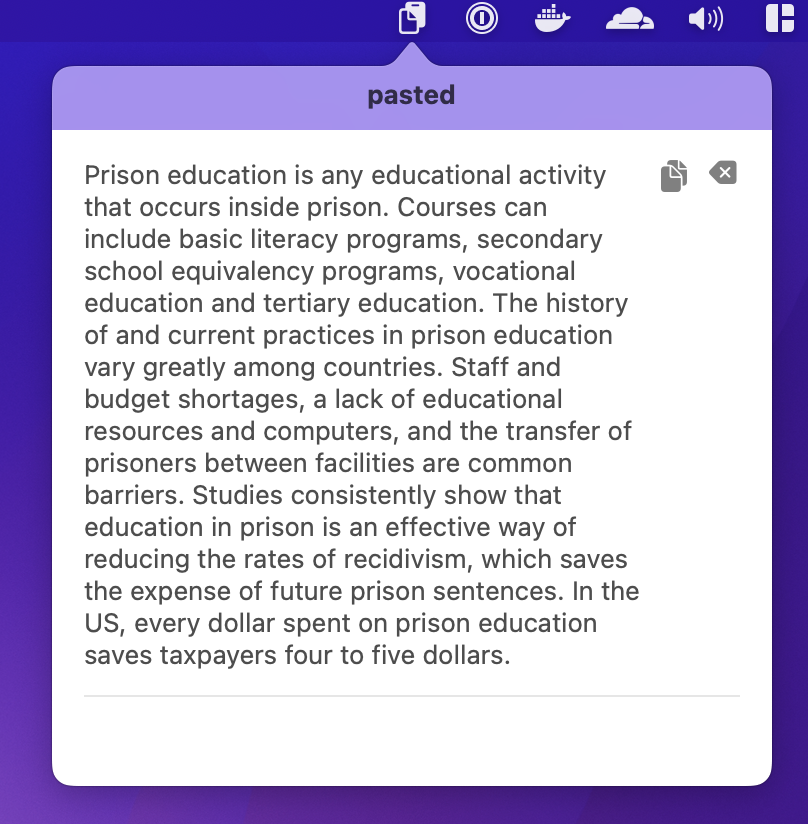 pasted
Prison education is any educational activity
that occurs inside prison. Courses can
include basic literacy programs, secondary
school equivalency programs, vocational
education and tertiary education. The history
of and current practices in prison education
vary greatly among countries. Staff and
budget shortages, a lack of educational
resources and computers, and the transfer of
prisoners between facilities are common
barriers. Studies consistently show that
education in prison is an effective way of
reducing the rates of recidivism, which saves
the expense of future prison sentences. In the
US, every dollar spent on prison education
saves taxpayers four to five dollars.